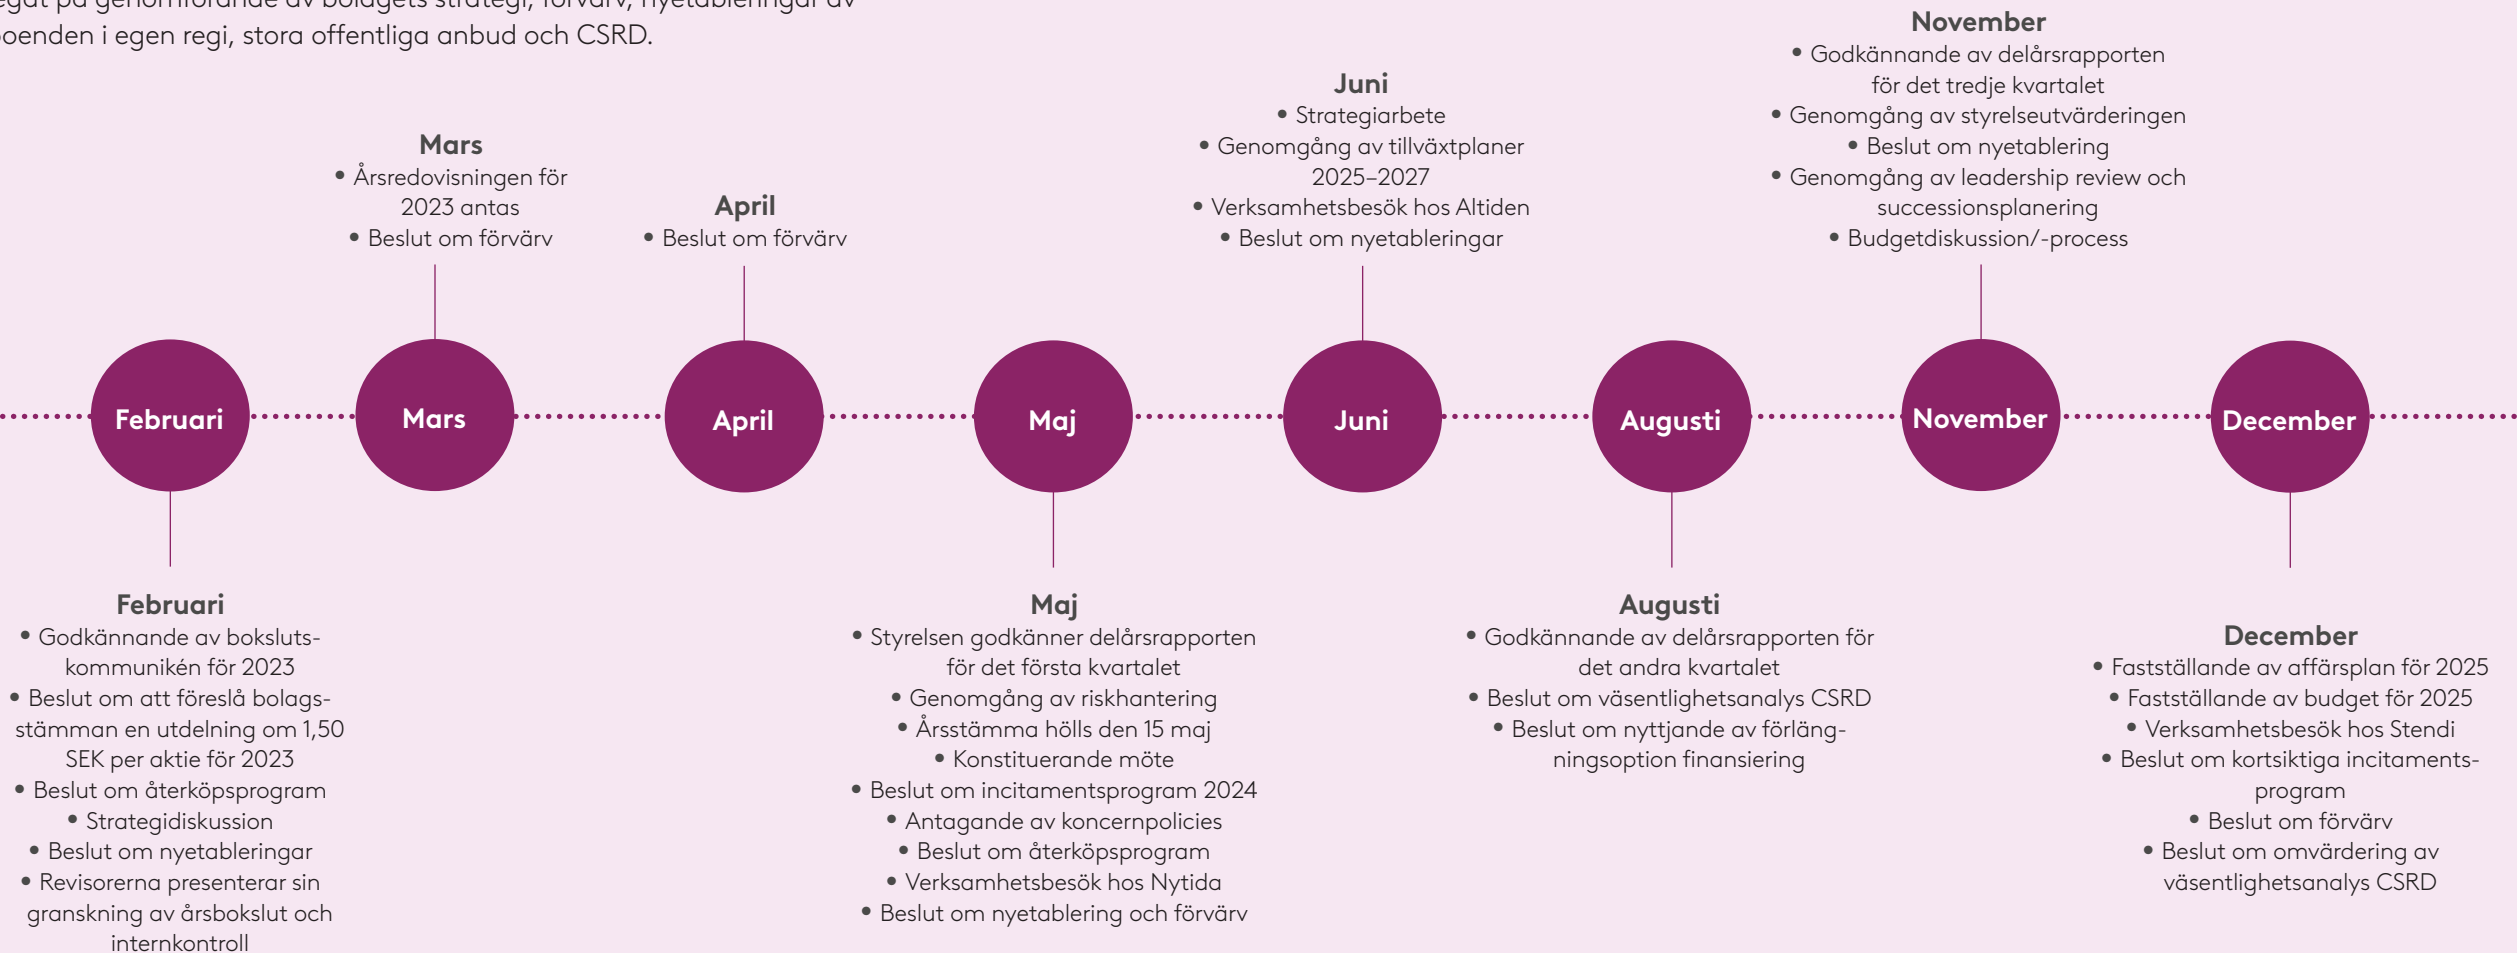 på genomförande av bolagets strategi, förvärv, nyetableringar av
i egen regi, stora offentliga anbud och CSRD.
Mars
• Årsredovisningen för
2023 antas
• Beslut om förvärv
April
• Beslut om förvärv
Juni
• Strategiarbete
• Genomgång av tillväxtplaner
2025–2027
• Verksamhetsbesök hos Altiden
• Beslut om nyetableringar
November
• Godkännande av delårsrapporten
för det tredje kvartalet
• Genomgång av styrelseutvärderingen
• Beslut om nyetablering
• Genomgång av leadership review och
successionsplanering
• Budgetdiskussion/-process
Februari
Mars
April
Maj
Juni
Augusti
November
December
Februari
• Godkännande av boksluts-
kommunikén för 2023
• Beslut om att föreslå bolags-
stämman en utdelning om 1,50
SEK per aktie för 2023
• Beslut om återköpsprogram
• Strategidiskussion
• Beslut om nyetableringar
• Revisorerna presenterar sin
granskning av årsbokslut och
internkontroll
Maj
• Styrelsen godkänner delårsrapporten
för det första kvartalet
• Genomgång av riskhantering
• Årsstämma hölls den 15 maj
• Konstituerande möte
• Beslut om incitamentsprogram 2024
• Antagande av koncernpolicies
• Beslut om återköpsprogram
• Verksamhetsbesök hos Nytida
• Beslut om nyetablering och förvärv
Augusti
• Godkännande av delårsrapporten för
det andra kvartalet
• Beslut om väsentlighetsanalys CSRD
• Beslut om nyttjande av förläng-
ningsoption finansiering
December
• Fastställande av affärsplan för 2025
• Fastställande av budget för 2025
• Verksamhetsbesök hos Stendi
• Beslut om kortsiktiga incitaments-
program
• Beslut om förvärv
• Beslut om omvärdering av
väsentlighetsanalys CSRD